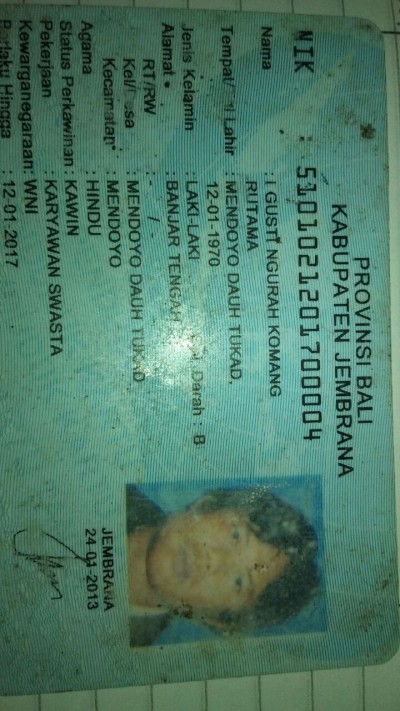 PROVINSI BALI
KABUPATEN JEMBRANA
NIK : 5101021201700004
Nama : I GUSTI NGURAH KOMANG
RUTAMA
Tempat/Tgl Lahir : MENDOYO DAUH TUKAD,
12-01-1970
Jenis Kelamin : LAKI-LAKI Gol. Darah : B
Alamat : BANJAR TENGAH
RT/RW : - / -
Kel/Desa : MENDOYO DAUH TUKAD
Kecamatan : MENDOYO
Agama : HINDU
Status Perkawinan : KAWIN
Pekerjaan : KARYAWAN SWASTA
Kewarganegaraan : WNI
Berlaku Hingga : 12-01-2017
JEMBRANA
24-01-2013